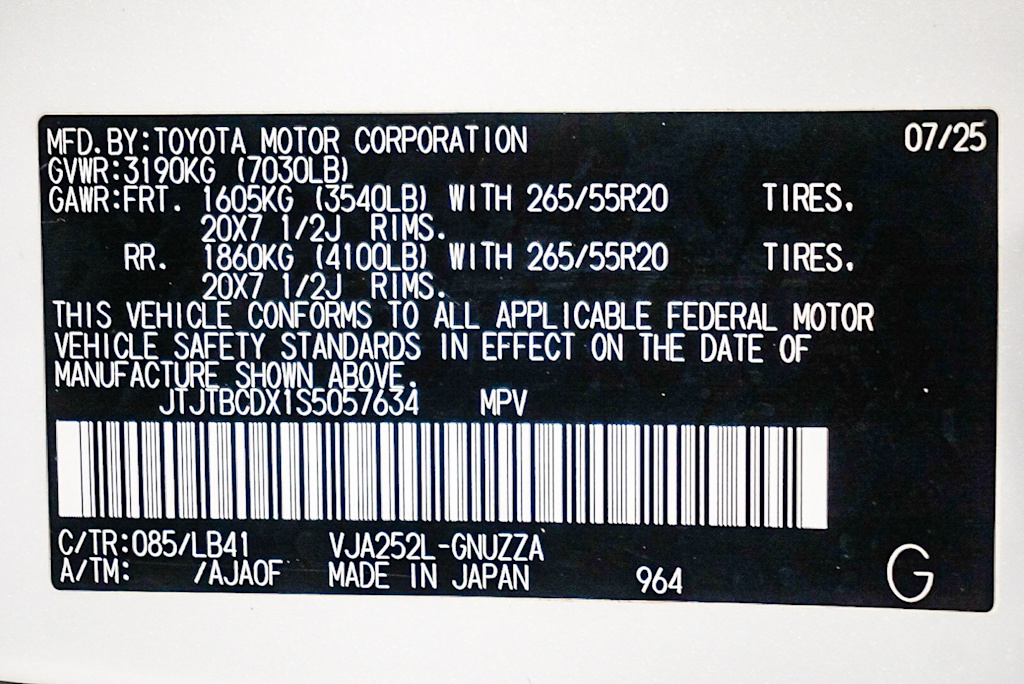 MFD. BY:TOYOTA MOTOR CORPORATION 07/25
GVWR:3190KG (7030LB)
GAWR:FRT. 1605KG (3540LB) WITH 265/55R20 TIRES.
20X7 1/2J RIMS.
RR. 1860KG (4100LB) WITH 265/55R20 TIRES.
20X7 1/2J RIMS.
THIS VEHICLE CONFORMS TO ALL APPLICABLE FEDERAL MOTOR
VEHICLE SAFETY STANDARDS IN EFFECT ON THE DATE OF
MANUFACTURE SHOWN ABOVE.
JTJTBCDX1S5057634 MPV
C/TR:085/LB41 VJA252L-GNUZZA
A/TM: /AJA0F MADE IN JAPAN 964 G